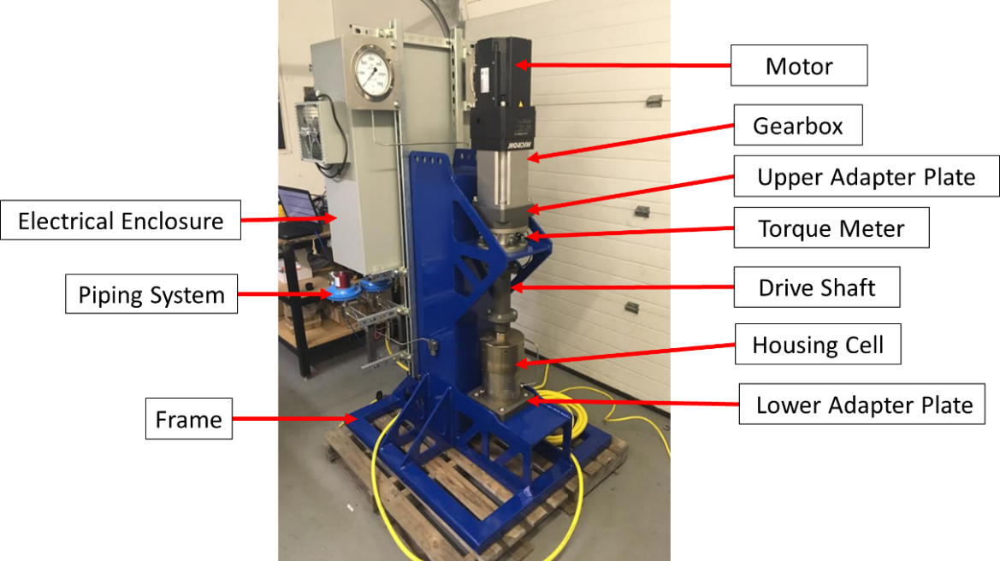 Motor
Gearbox
Upper Adapter Plate
Torque Meter
Drive Shaft
Housing Cell
Lower Adapter Plate
Electrical Enclosure
Piping System
Frame
MICRON